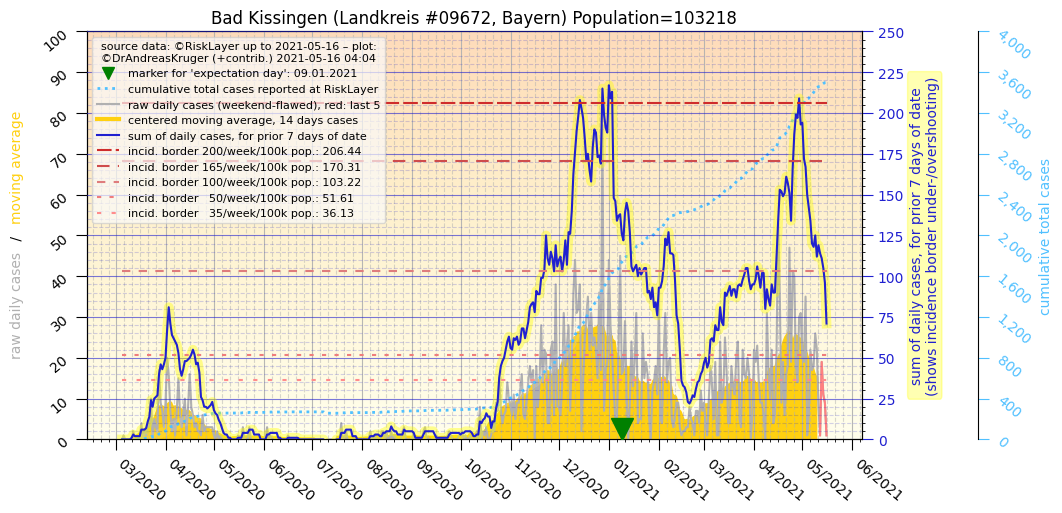 Bad Kissingen (Landkreis #09672, Bayern) Population=103218
source data: ©RiskLayer up to 2021-05-16 – plot:
©DrAndreasKruger (+contrib.) 2021-05-16 04:04
marker for 'expectation day': 09.01.2021
cumulative total cases reported at RiskLayer
raw daily cases (weekend-flawed), red: last 5
centered moving average, 14 days cases
sum of daily cases, for prior 7 days of date
incid. border 200/week/100k pop.: 206.44
incid. border 165/week/100k pop.: 170.31
incid. border 100/week/100k pop.: 103.22
incid. border   50/week/100k pop.: 51.61
incid. border   35/week/100k pop.: 36.13
raw daily cases  /  moving average
100
90
80
70
60
50
40
30
20
10
0
250
225
200
175
150
125
100
75
50
25
0
sum of daily cases, for prior 7 days of date
(shows incidence border under-/overshooting)
4,000
3,600
3,200
2,800
2,400
2,000
1,600
1,200
800
400
0
cumulative total cases
03/2020
04/2020
05/2020
06/2020
07/2020
08/2020
09/2020
10/2020
11/2020
12/2020
01/2021
02/2021
03/2021
04/2021
05/2021
06/2021